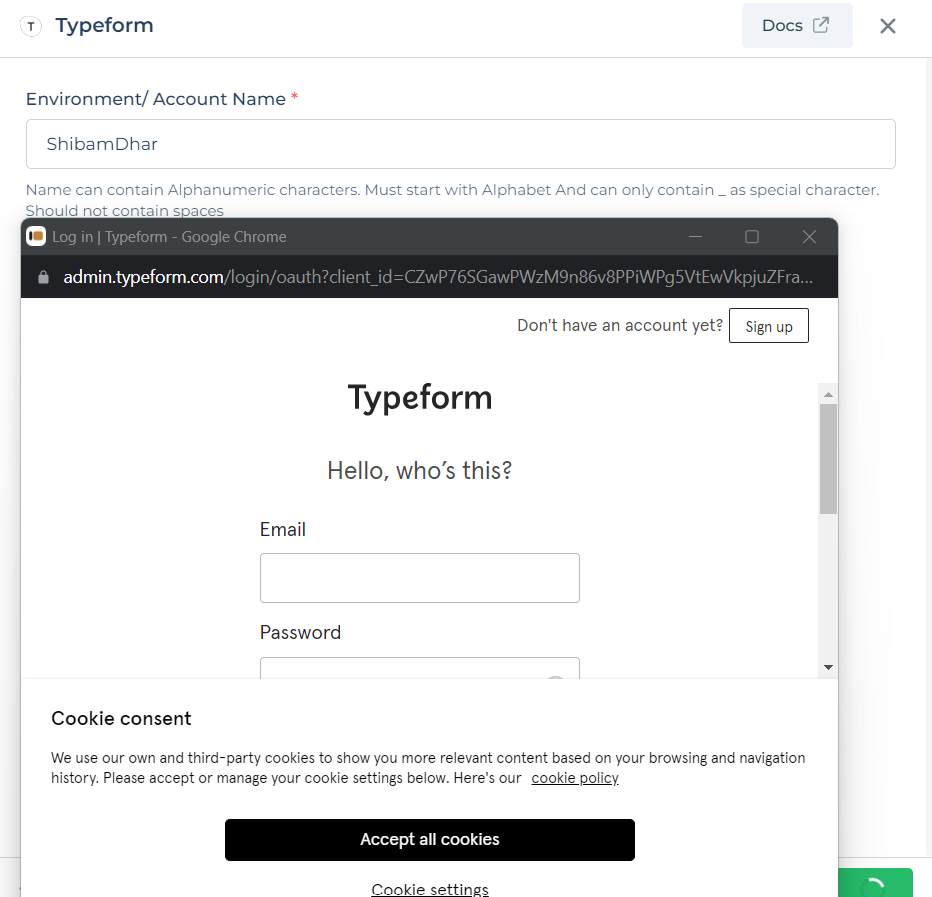 T Typeform
Docs
Environment/ Account Name *
ShibamDhar
Name can contain Alphanumeric characters. Must start with Alphabet And can only contain _ as special character.
Should not contain spaces
Log in | Typeform - Google Chrome
admin.typeform.com/login/oauth?client_id=CZwP76SGawPWzM9n86v8PPiWPg5VtEwVkpjuZFra...
Don't have an account yet? Sign up
Typeform
Hello, who’s this?
Email
Password
Cookie consent
We use our own and third-party cookies to show you more relevant content based on your browsing and navigation
history. Please accept or manage your cookie settings below. Here's our cookie policy
Accept all cookies
Cookie settings